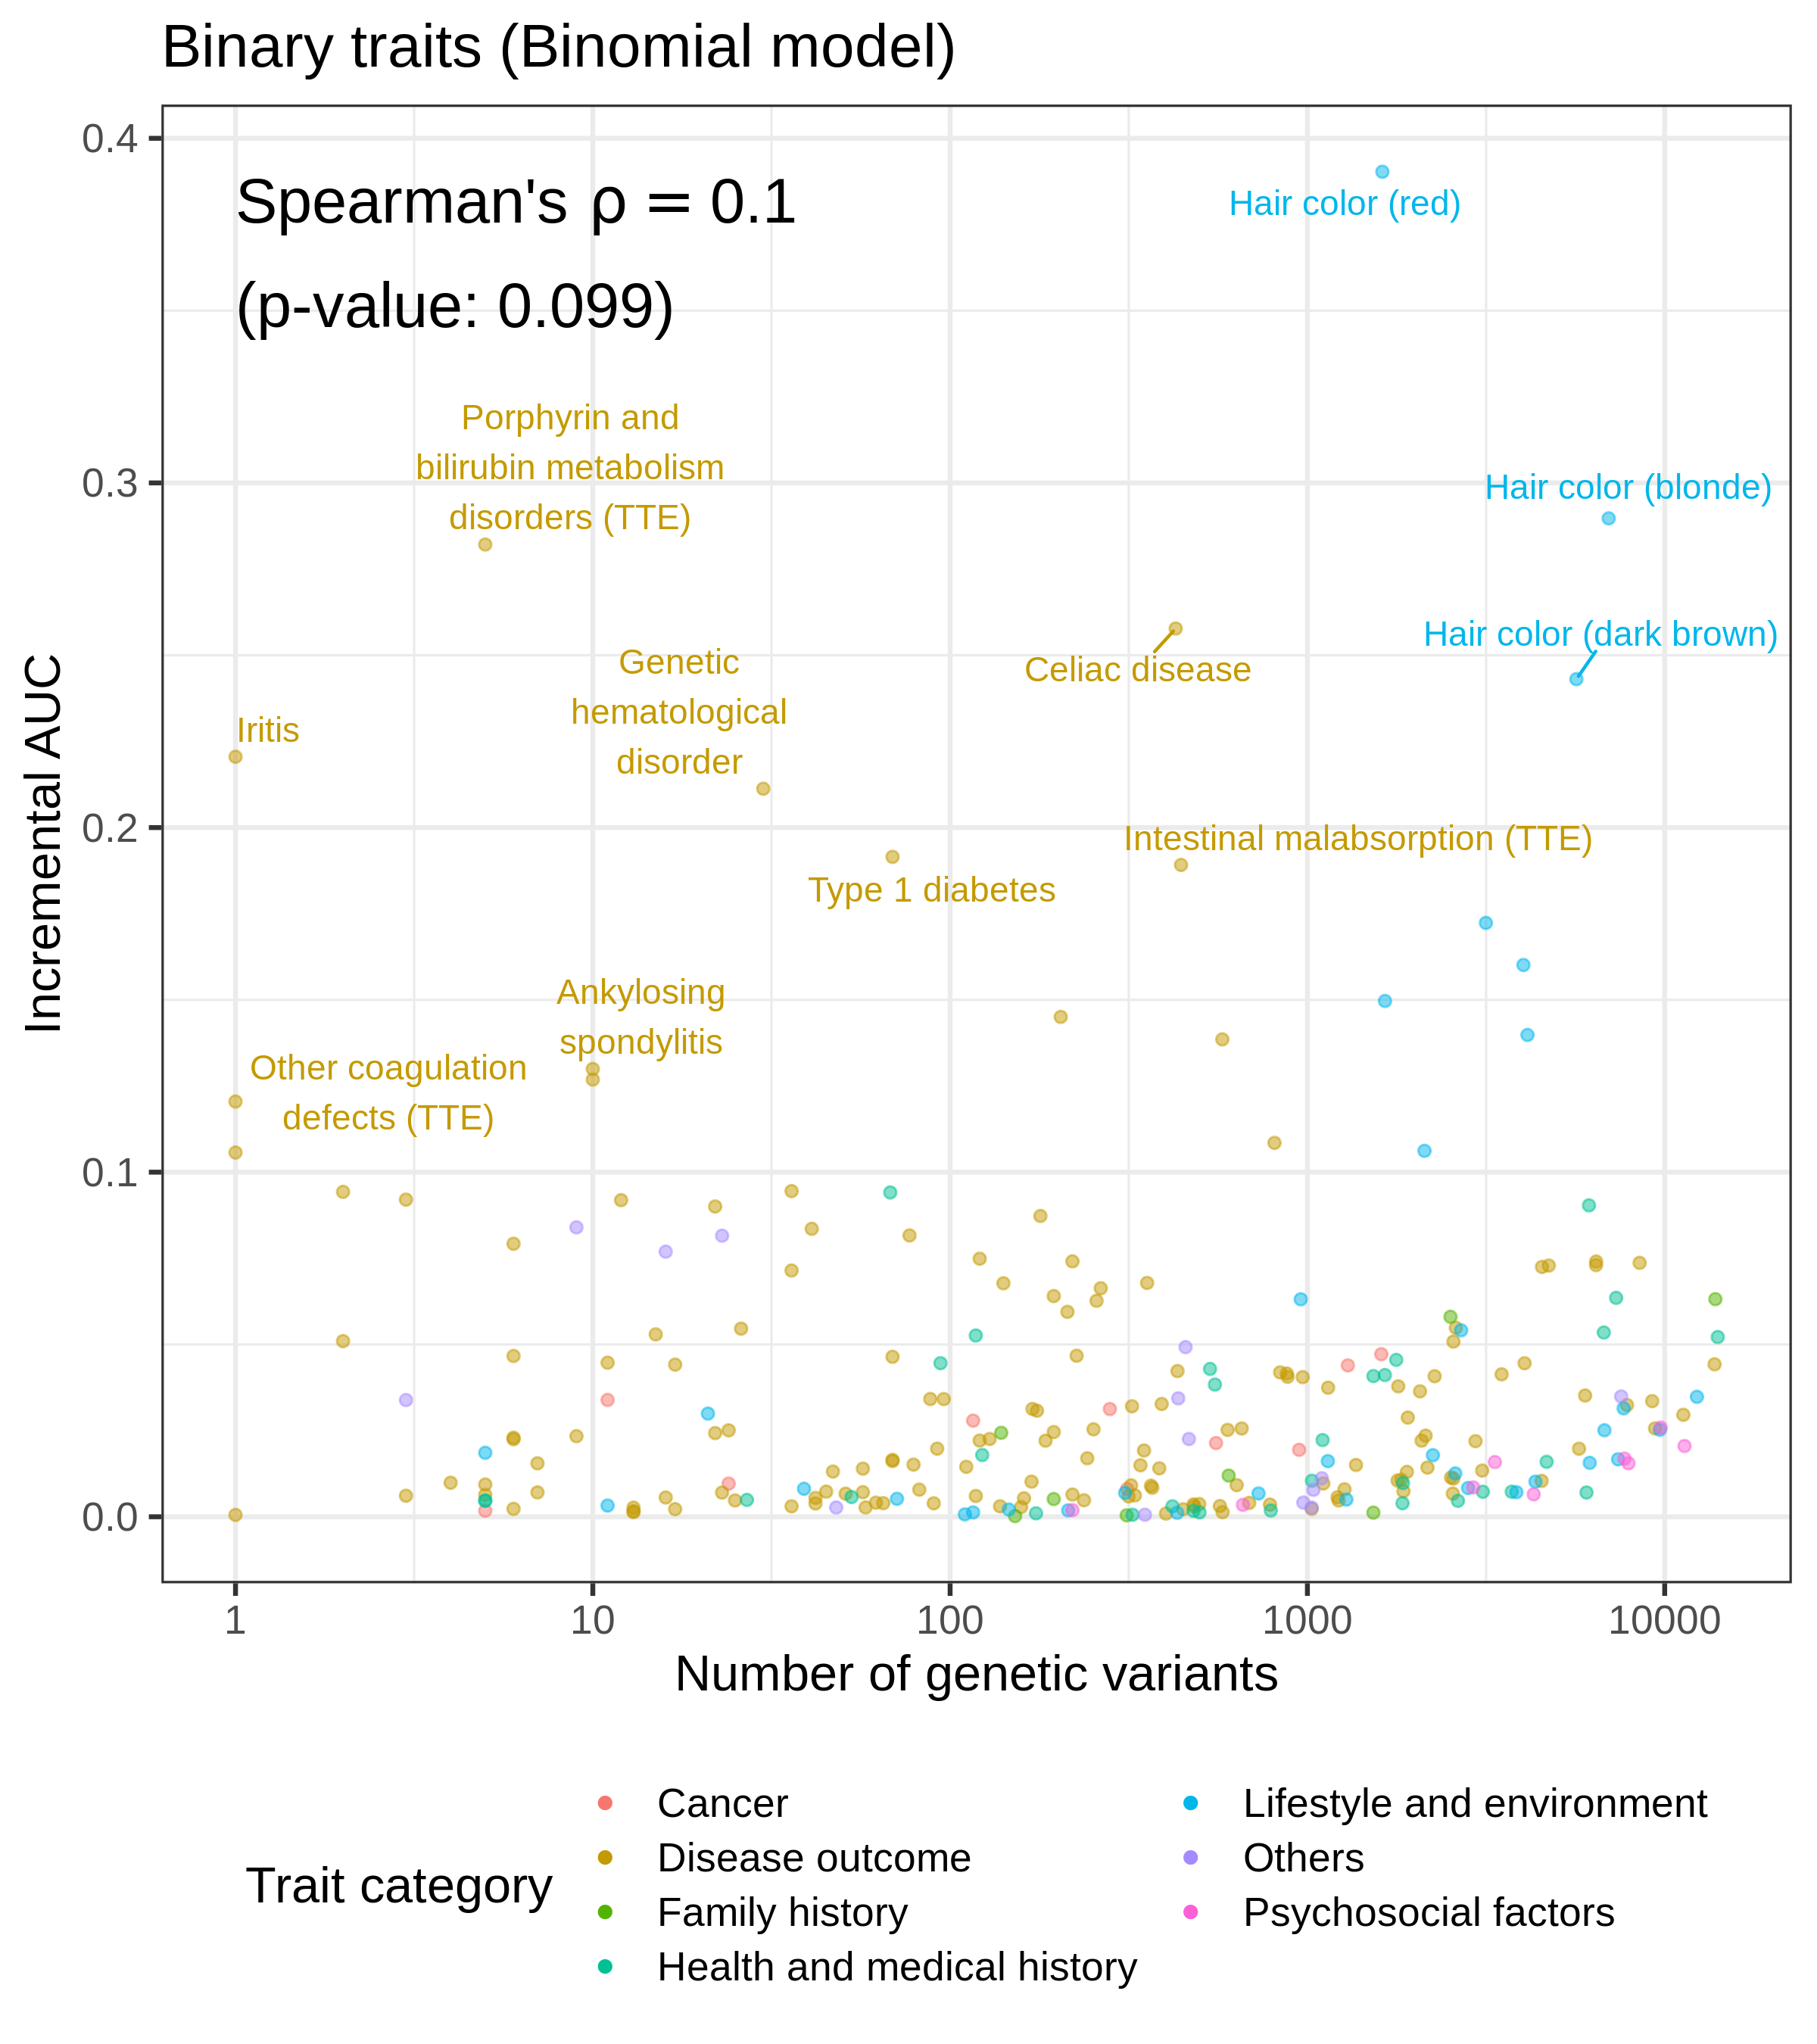 Binary traits (Binomial model)
Spearman's ρ = 0.1
(p-value: 0.099)
Hair color (red)
Porphyrin and
bilirubin metabolism
disorders (TTE)
Hair color (blonde)
Hair color (dark brown)
Celiac disease
Genetic
hematological
disorder
Iritis
Intestinal malabsorption (TTE)
Type 1 diabetes
Ankylosing
spondylitis
Other coagulation
defects (TTE)
Incremental AUC
0.4
0.3
0.2
0.1
0.0
1 10 100 1000 10000
Number of genetic variants
Trait category
Cancer
Disease outcome
Family history
Health and medical history
Lifestyle and environment
Others
Psychosocial factors